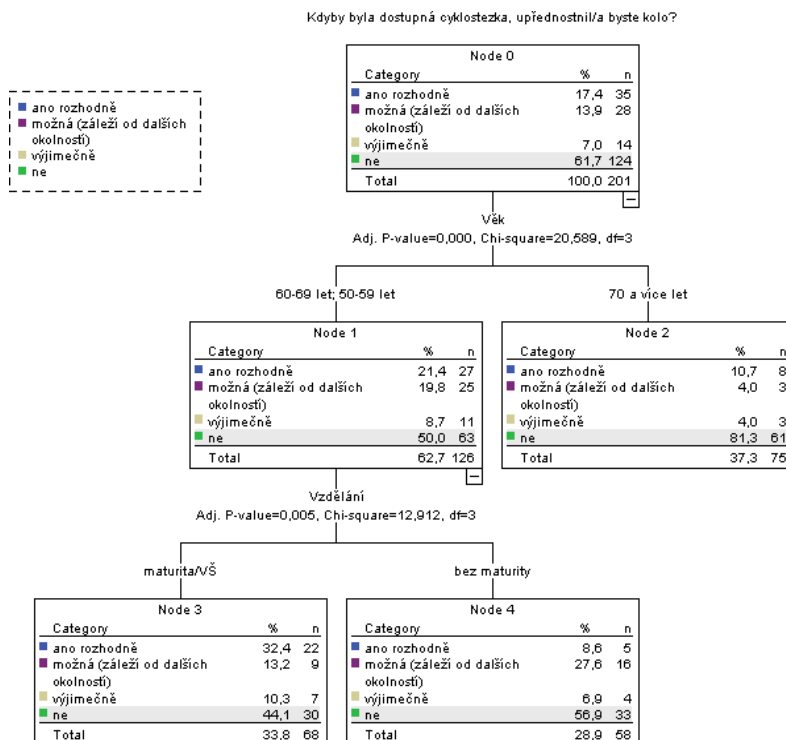 Kdyby byla dostupná cyklostezka, upřednostnil/a byste kolo?
ano rozhodně
možná (záleží od dalších
okolností)
výjimečně
ne
Node 0
Category % n
ano rozhodně 17,4 35
možná (záleží od dalších 13,9 28
okolností)
výjimečně 7,0 14
ne 61,7 124
Total 100,0 201
Věk
Adj. P-value=0,000, Chi-square=20,589, df=3
60-69 let; 50-59 let
70 a více let
Node 1
Category % n
ano rozhodně 21,4 27
možná (záleží od dalších 19,8 25
okolností)
výjimečně 8,7 11
ne 50,0 63
Total 62,7 126
Node 2
Category % n
ano rozhodně 10,7 8
možná (záleží od dalších 4,0 3
okolností)
výjimečně 4,0 3
ne 81,3 61
Total 37,3 75
Vzdělání
Adj. P-value=0,005, Chi-square=12,912, df=3
maturita/VŠ
bez maturity
Node 3
Category % n
ano rozhodně 32,4 22
možná (záleží od dalších 13,2 9
okolností)
výjimečně 10,3 7
ne 44,1 30
Total 33,8 68
Node 4
Category % n
ano rozhodně 8,6 5
možná (záleží od dalších 27,6 16
okolností)
výjimečně 6,9 4
ne 56,9 33
Total 28,9 58